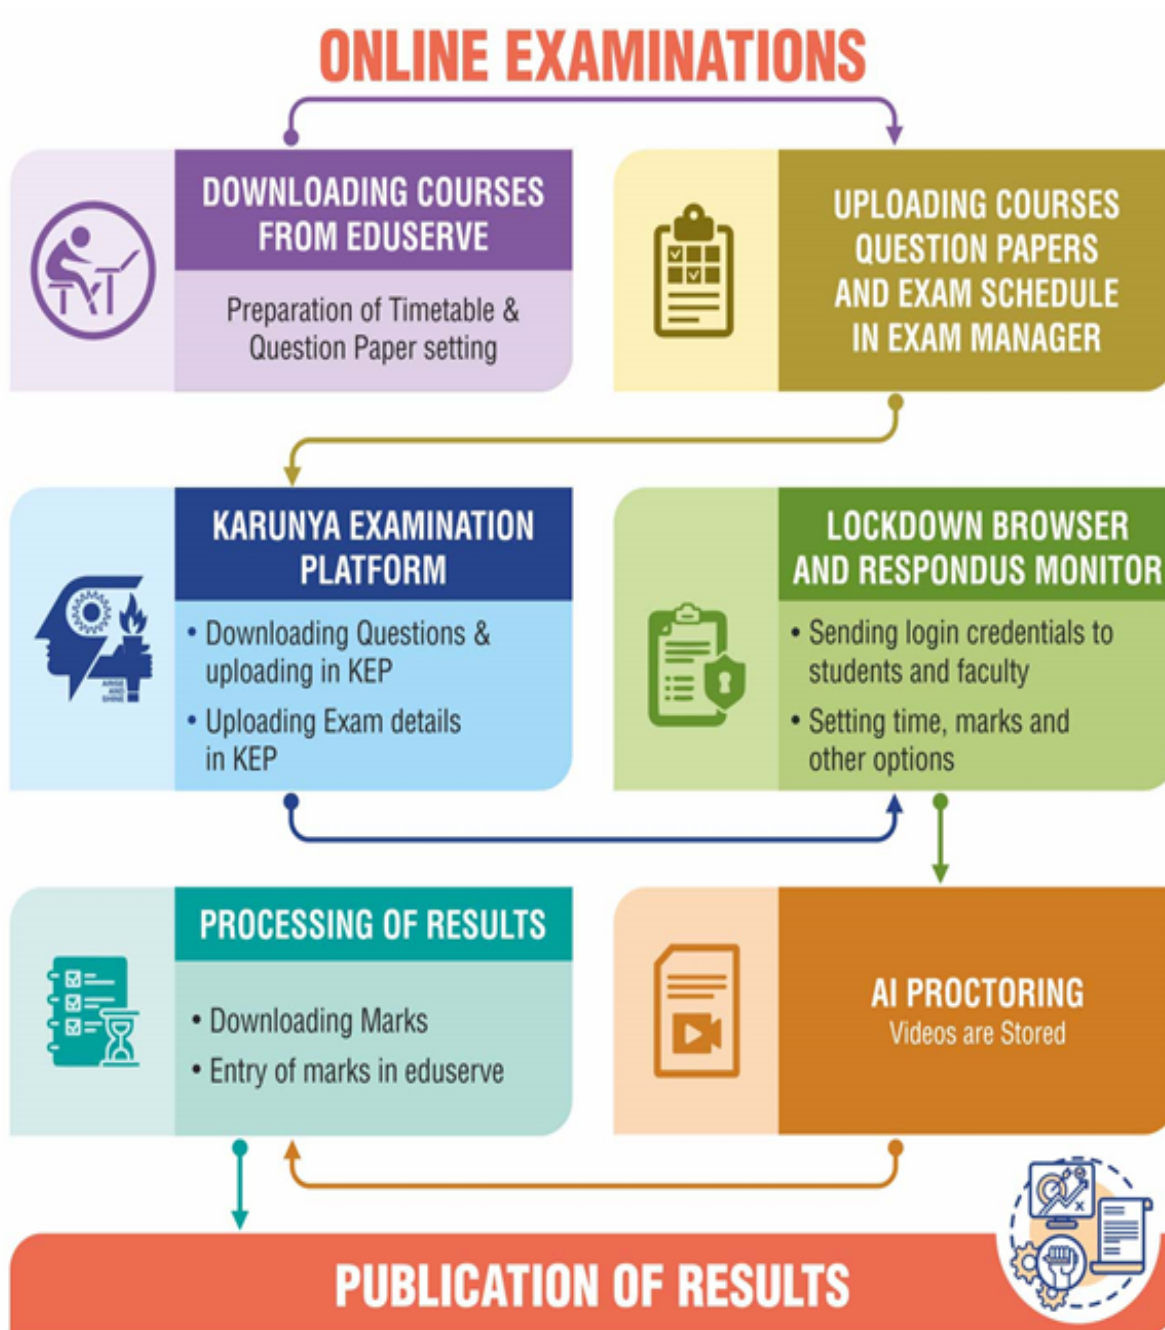 ONLINE EXAMINATIONS
DOWNLOADING COURSES
FROM EDUSERVE
Preparation of Timetable &
Question Paper setting
UPLOADING COURSES
QUESTION PAPERS
AND EXAM SCHEDULE
IN EXAM MANAGER
KARUNYA EXAMINATION
PLATFORM
• Downloading Questions &
uploading in KEP
• Uploading Exam details
in KEP
ARISE
AND
SHINE
LOCKDOWN BROWSER
AND RESPONDUS MONITOR
• Sending login credentials to
students and faculty
• Setting time, marks and
other options
AI PROCTORING
Videos are Stored
PROCESSING OF RESULTS
• Downloading Marks
• Entry of marks in eduserve
PUBLICATION OF RESULTS